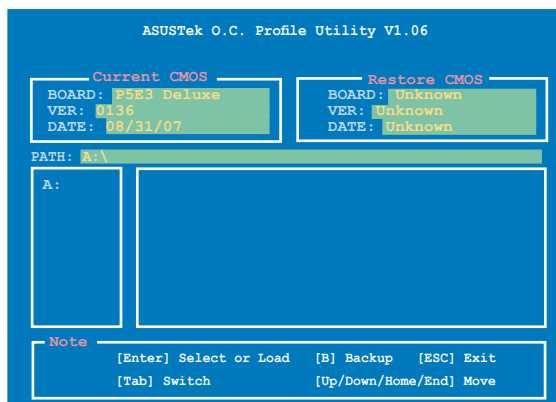 ASUSTek O.C. Profile Utility V1.06
Current CMOS
BOARD: P5E3 Deluxe
VER: 0136
DATE: 08/31/07
Restore CMOS
BOARD: Unknown
VER: Unknown
DATE: Unknown
PATH: A:\
A:
Note
[Enter] Select or Load [B] Backup [ESC] Exit
[Tab] Switch [Up/Down/Home/End] Move